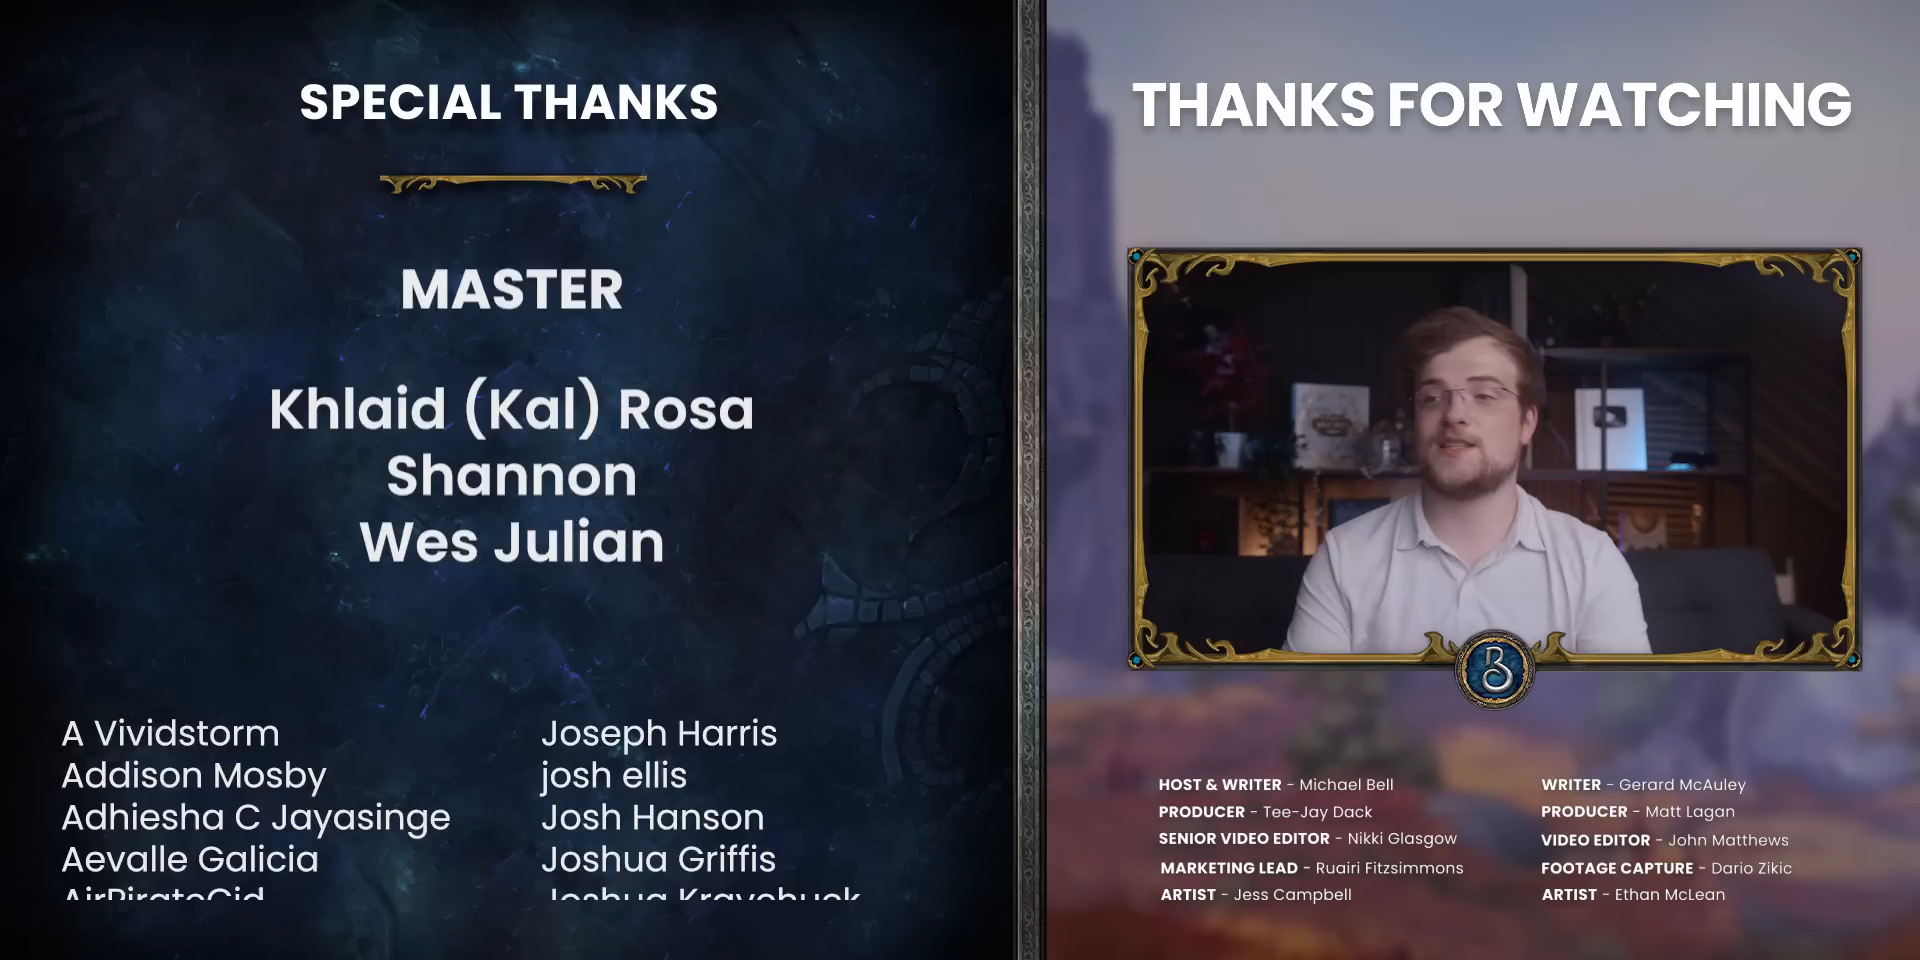 SPECIAL THANKS
MASTER
Khlaid (Kal) Rosa
Shannon
Wes Julian
A Vividstorm
Addison Mosby
Adhiesha C Jayasinge
Aevalle Galicia
AirPirateCid
Joseph Harris
josh ellis
Josh Hanson
Joshua Griffis
Joshua
THANKS FOR WATCHING
B
HOST & WRITER - Michael Bell
PRODUCER - Tee-Jay Dack
SENIOR VIDEO EDITOR - Nikki Glasgow
MARKETING LEAD - Ruairi Fitzsimmons
ARTIST - Jess Campbell
WRITER - Gerard McAuley
PRODUCER - Matt Lagan
VIDEO EDITOR - John Matthews
FOOTAGE CAPTURE - Dario Zikic
ARTIST - Ethan McLean